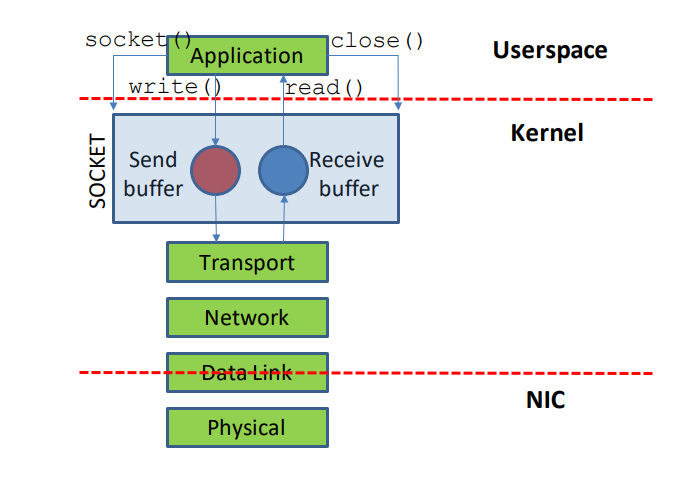 socket()
Application
close()
Userspace
write()
read()
Kernel
SOCKET
Send
buffer
Receive
buffer
Transport
Network
Data Link
NIC
Physical